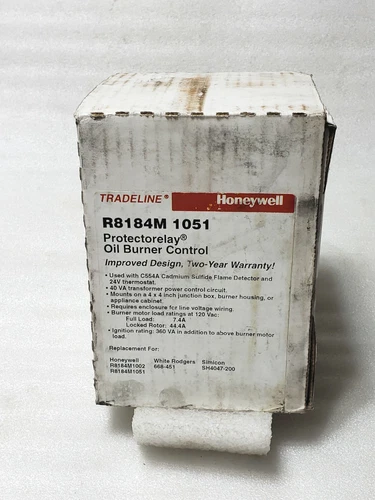 TRADELINE® Honeywell
R8184M 1051
Protectorelay®
Oil Burner Control
Improved Design, Two-Year Warranty!
• Used with C554A Cadmium Sulfide Flame Detector and
24V thermostat.
• 40 VA transformer power control circuit.
• Mounts on a 4 x 4 inch junction box, burner housing, or
appliance cabinet.
• Requires enclosure for line voltage wiring.
• Burner motor load ratings at 120 Vac:
Full Load: 7.4A
Locked Rotor: 44.4A
• Ignition rating: 360 VA in addition to above burner motor
load.
Replacement For:
Honeywell White Rodgers Simicon
R8184M1002 668-451 SH4047-200
R8184M1051